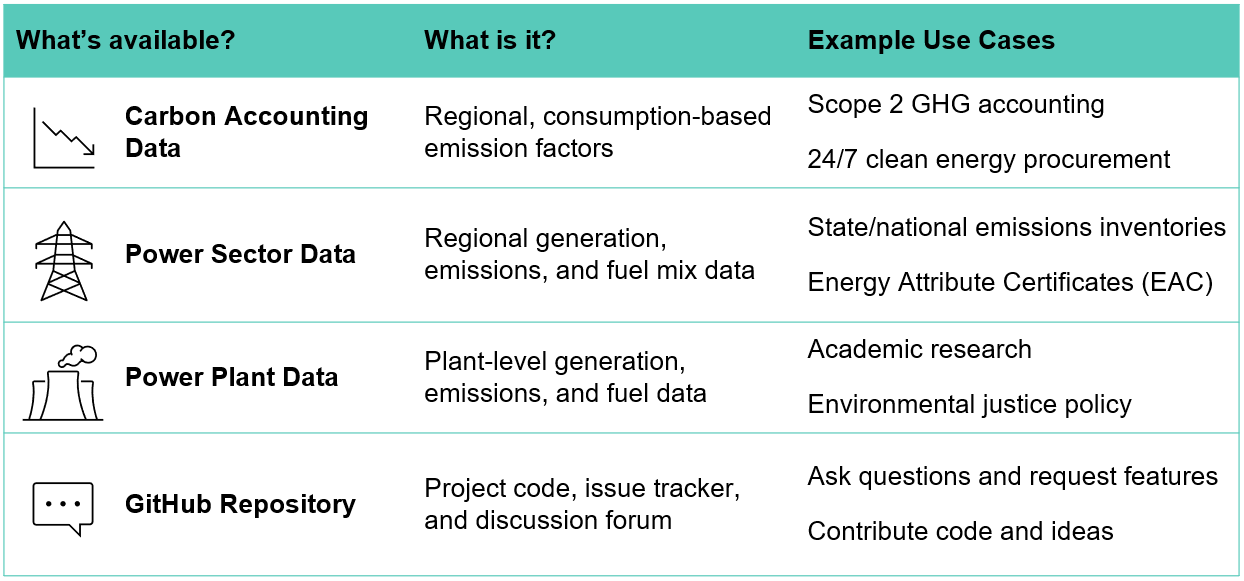 What’s available?
What is it?
Example Use Cases
Carbon Accounting
Data
Regional, consumption-based
emission factors
Scope 2 GHG accounting
24/7 clean energy procurement
Power Sector Data
Regional generation,
emissions, and fuel mix data
State/national emissions inventories
Energy Attribute Certificates (EAC)
Power Plant Data
Plant-level generation,
emissions, and fuel data
Academic research
Environmental justice policy
GitHub Repository
Project code, issue tracker,
and discussion forum
Ask questions and request features
Contribute code and ideas